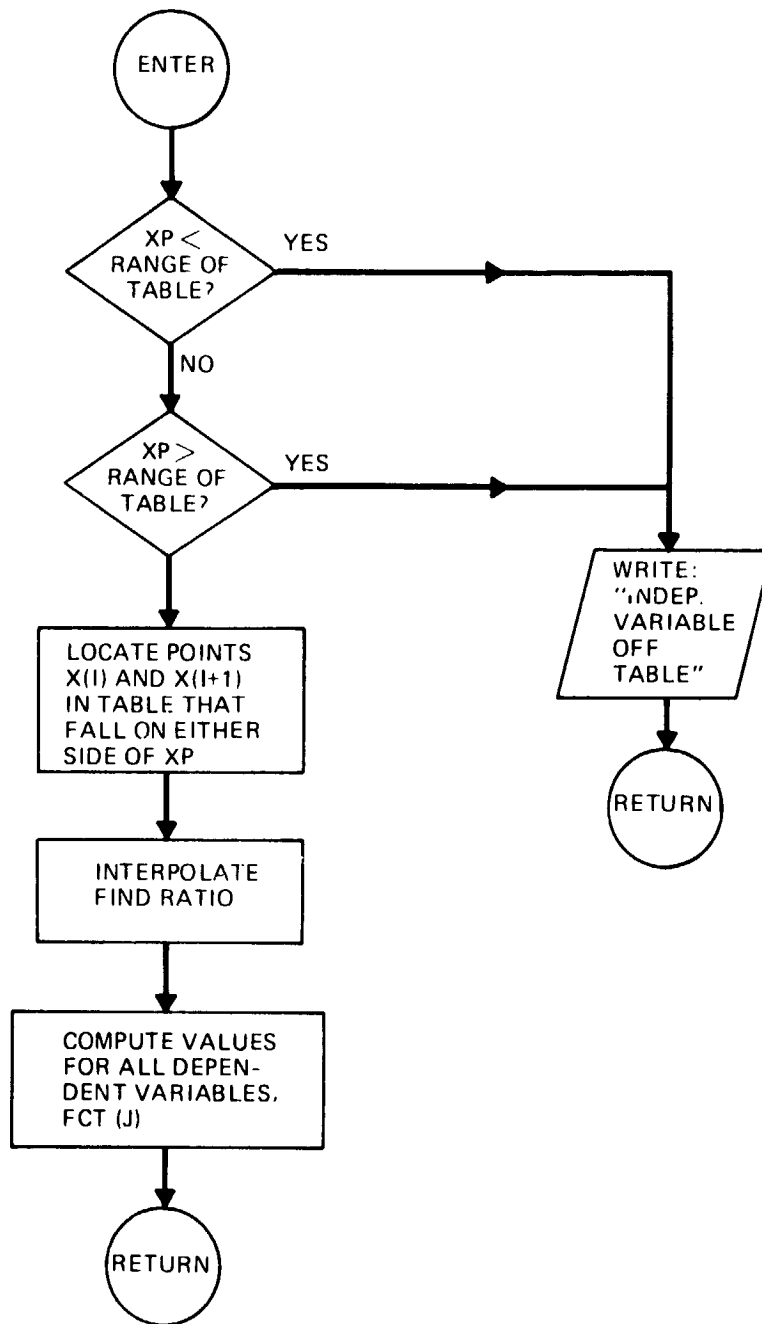 ENTER
XP <
RANGE OF
TABLE?
YES
NO
XP >
RANGE OF
TABLE?
YES
WRITE:
"INDEP.
VARIABLE
OFF
TABLE"
RETURN
LOCATE POINTS
X(I) AND X(I+1)
IN TABLE THAT
FALL ON EITHER
SIDE OF XP
INTERPOLATE
FIND RATIO
COMPUTE VALUES
FOR ALL DEPEN-
DENT VARIABLES,
FCT (J)
RETURN